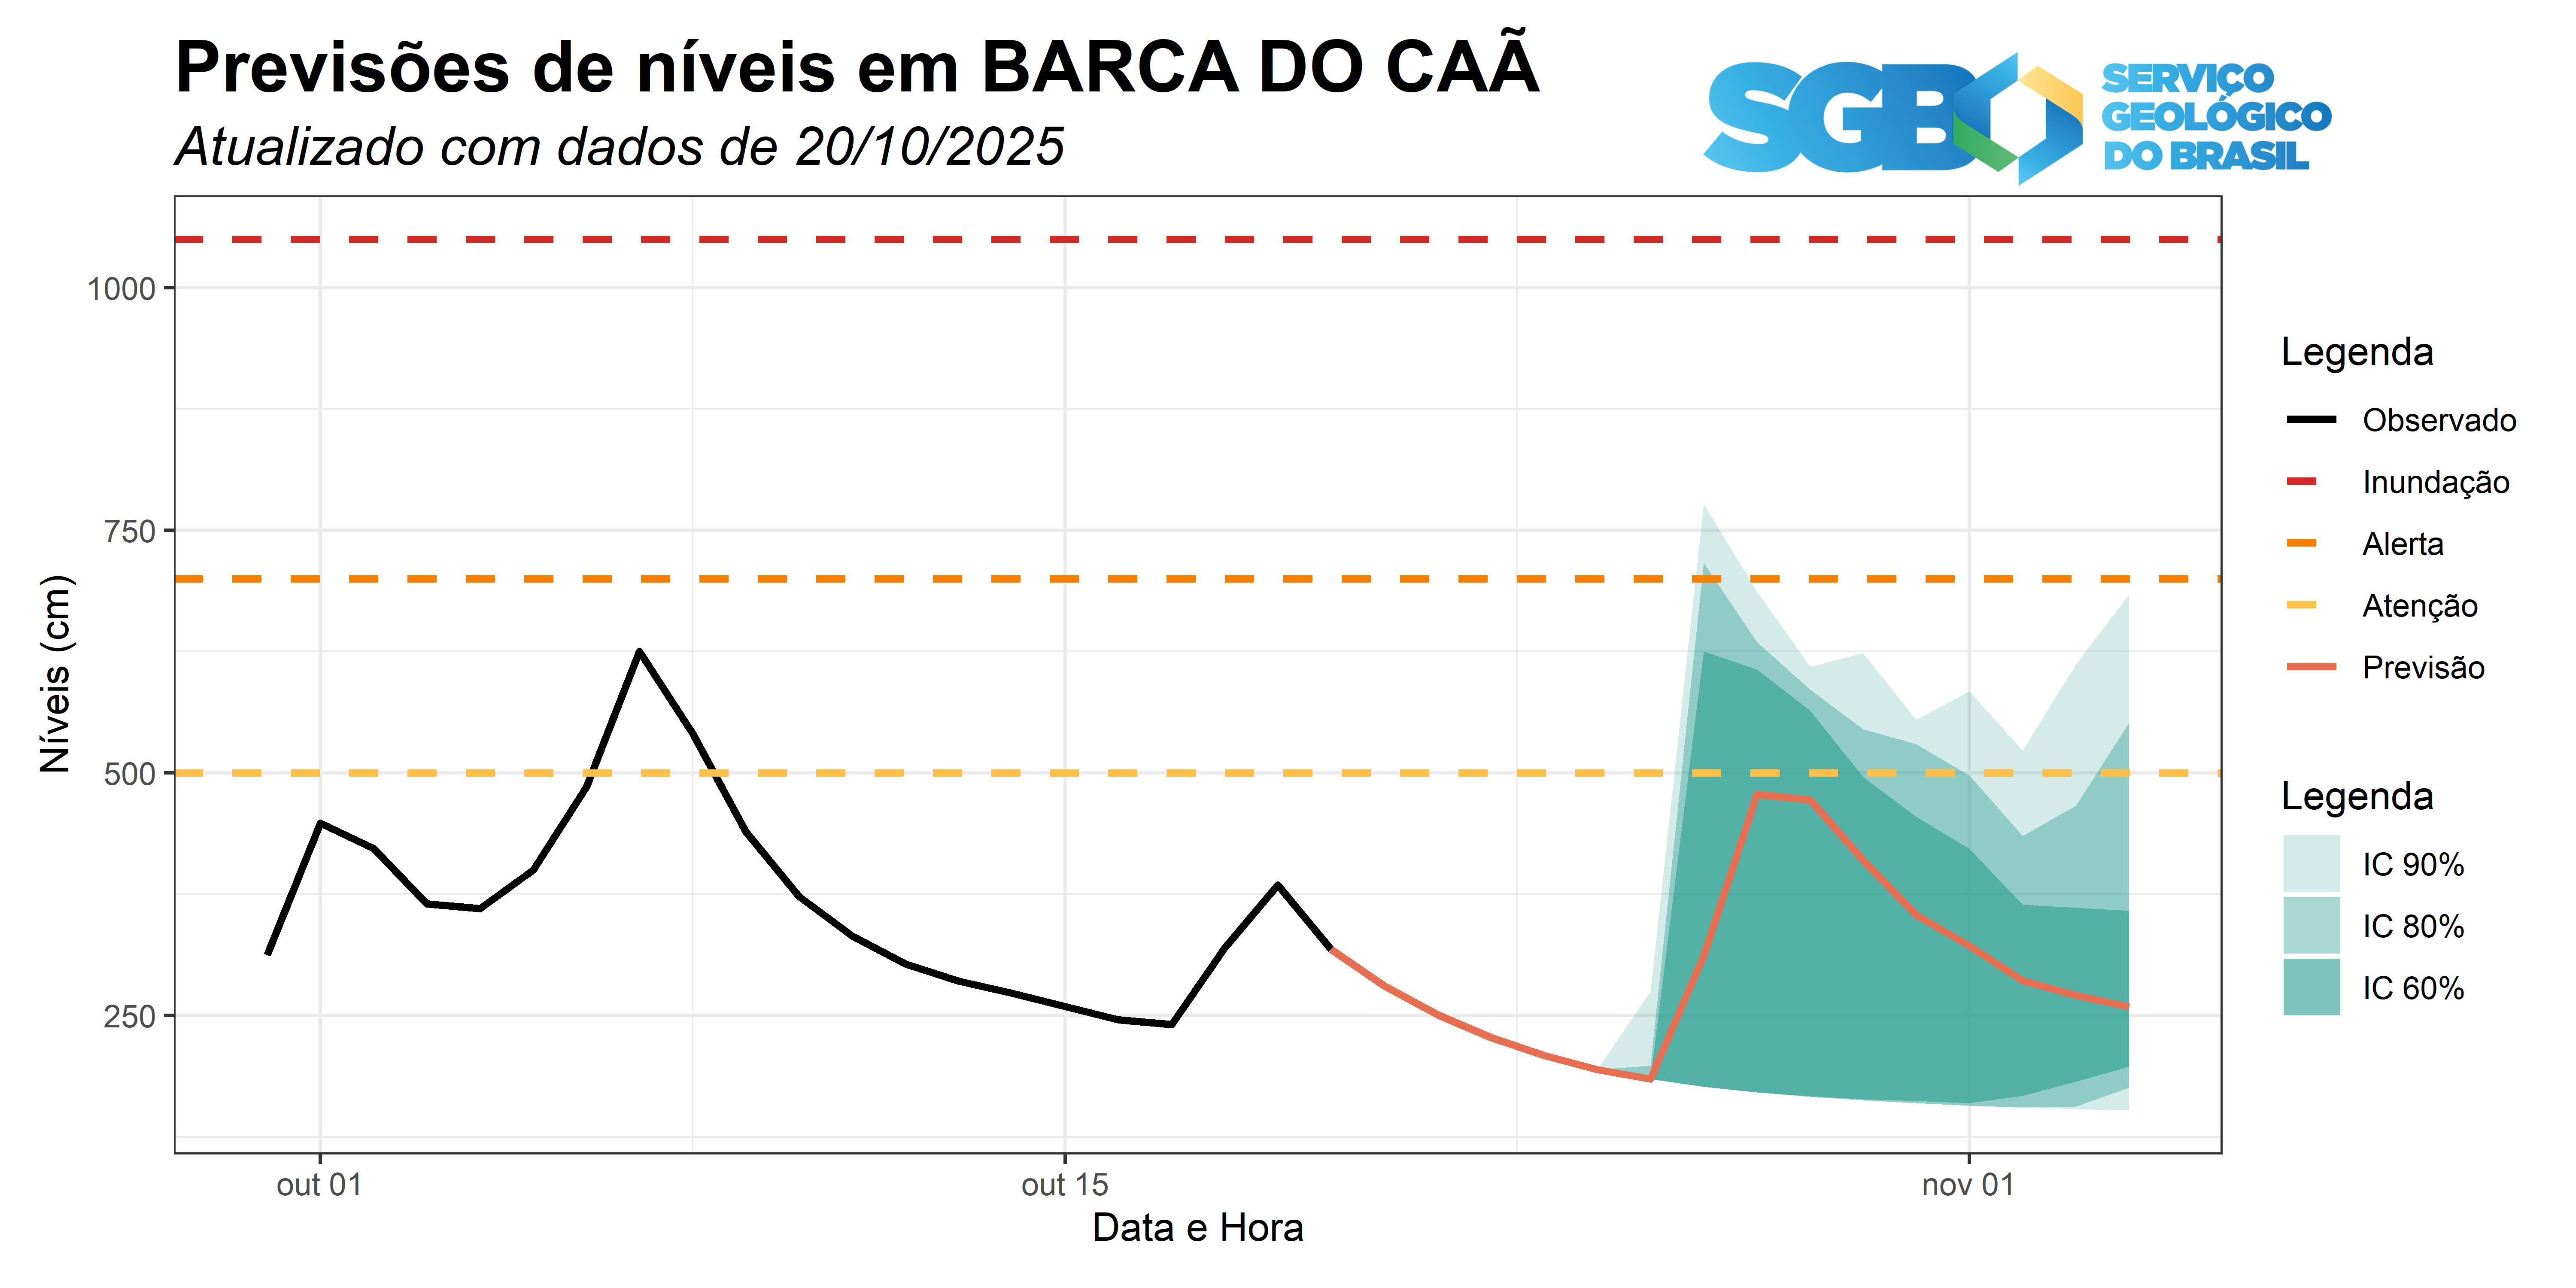 Previsões de níveis em BARCA DO CAÃ
Atualizado com dados de 20/10/2025
SGB
SERVIÇO
GEOLÓGICO
DO BRASIL
Níveis (cm)
1000
750
500
250
out 01
out 15
nov 01
Data e Hora
Legenda
Observado
Inundação
Alerta
Atenção
Previsão
Legenda
IC 90%
IC 80%
IC 60%